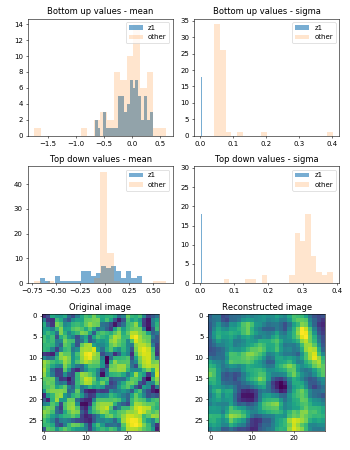 Bottom up values - mean
14
12
10
8
6
4
2
0
z1
other
−1.5 −1.0 −0.5 0.0 0.5
Bottom up values - sigma
35
30
25
20
15
10
5
0
z1
other
0.0 0.1 0.2 0.3 0.4
Top down values - mean
40
30
20
10
0
z1
other
−0.75 −0.50 −0.25 0.00 0.25 0.50
Top down values - sigma
30
25
20
15
10
5
0
z1
other
0.0 0.1 0.2 0.3 0.4
Original image
0
5
10
15
20
25
0 10 20
Reconstructed image
0
5
10
15
20
25
0 10 20